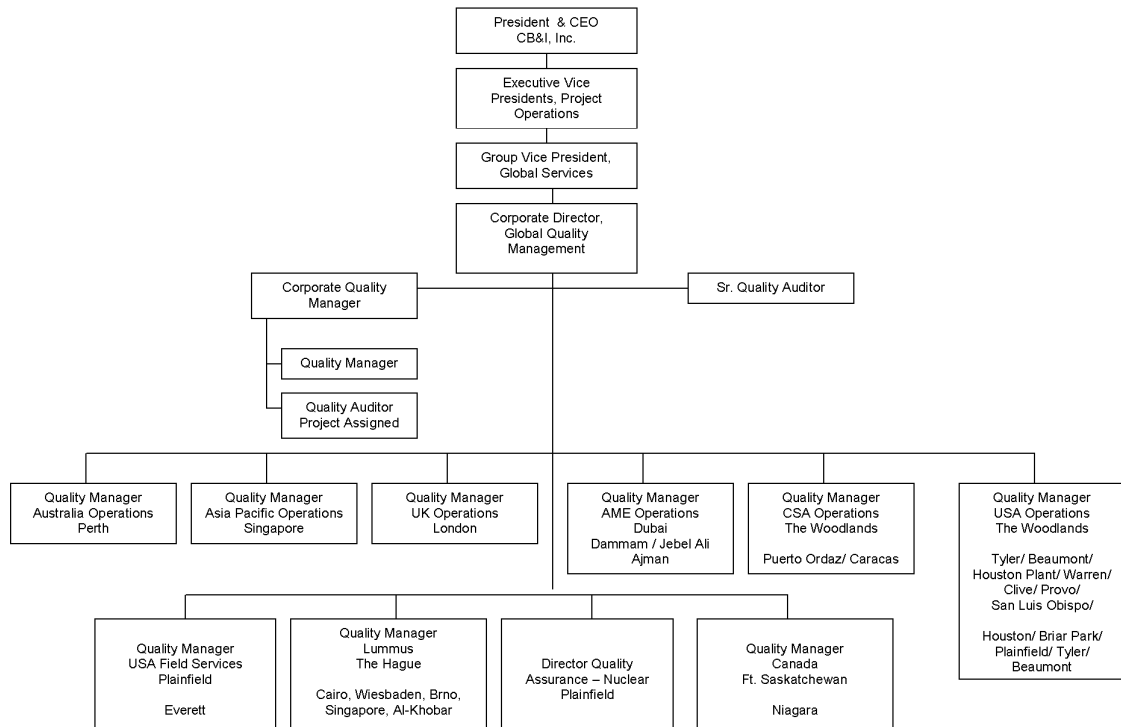 President & CEO
CB&I, Inc.
Executive Vice
Presidents, Project
Operations
Group Vice President,
Global Services
Corporate Director,
Global Quality
Management
Corporate Quality
Manager
Sr. Quality Auditor
Quality Manager
Quality Auditor
Project Assigned
Quality Manager
Australia Operations
Perth
Quality Manager
Asia Pacific Operations
Singapore
Quality Manager
UK Operations
London
Quality Manager
AME Operations
Dubai
Dammam / Jebel Ali
Ajman
Quality Manager
CSA Operations
The Woodlands
Puerto Ordaz/ Caracas
Quality Manager
USA Operations
The Woodlands
Tyler/ Beaumont/
Houston Plant/ Warren/
Clive/ Provo/
San Luis Obispo/
Houston/ Briar Park/
Plainfield/ Tyler/
Beaumont
Quality Manager
USA Field Services
Plainfield
Everett
Quality Manager
Lummus
The Hague
Cairo, Wiesbaden, Brno,
Singapore, Al-Khobar
Director Quality
Assurance – Nuclear
Plainfield
Quality Manager
Canada
Ft. Saskatchewan
Niagara